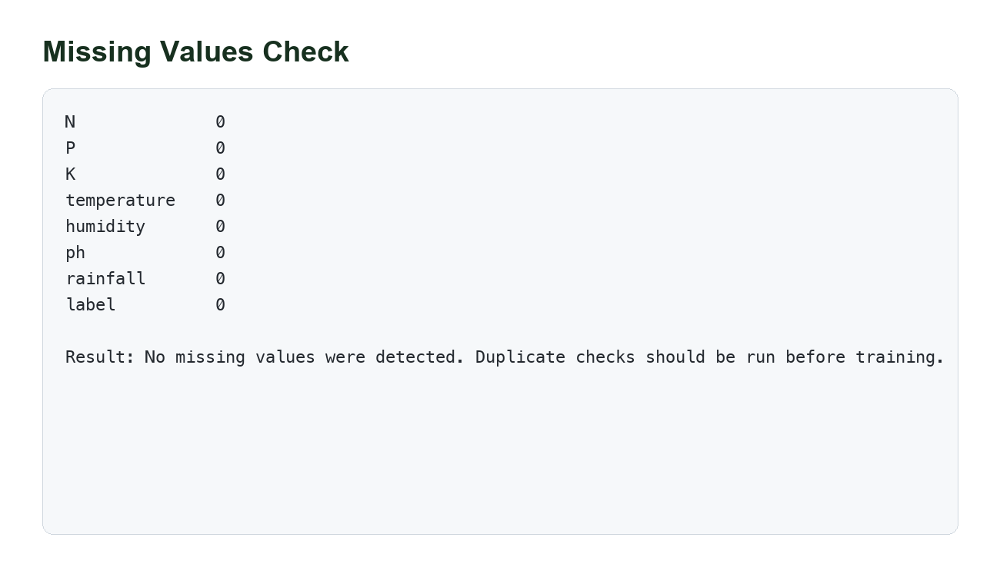 Missing Values Check
N 0
P 0
K 0
temperature 0
humidity 0
ph 0
rainfall 0
label 0
Result: No missing values were detected. Duplicate checks should be run before training.